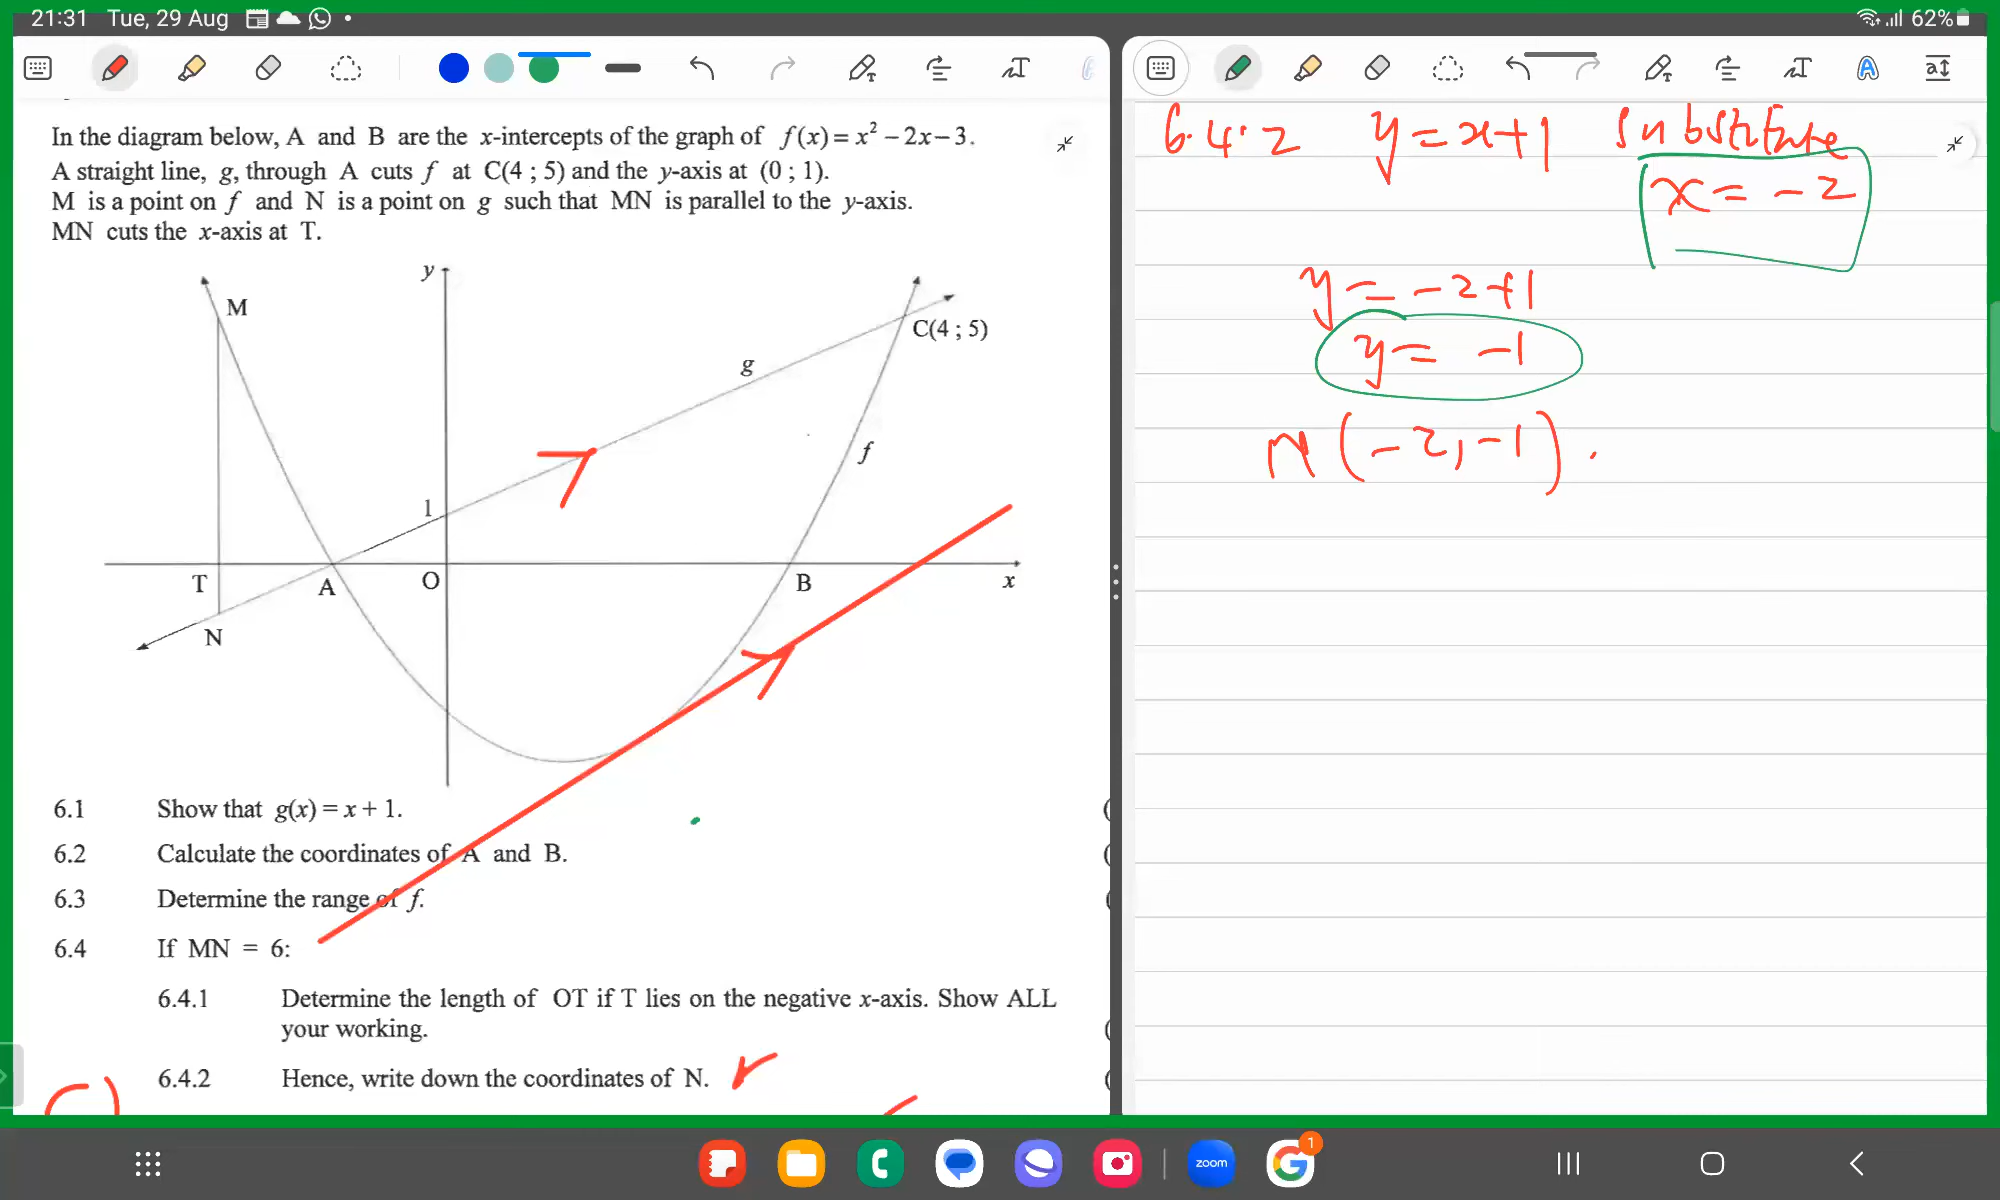 21:31 Tue, 29 Aug
62%
In the diagram below, A and B are the x-intercepts of the graph of f(x) = x² − 2x − 3.
A straight line, g, through A cuts f at C(4 ; 5) and the y-axis at (0 ; 1).
M is a point on f and N is a point on g such that MN is parallel to the y-axis.
MN cuts the x-axis at T.
y
M
C(4 ; 5)
g
f
1
T
A
O
B
x
N
6.1 Show that g(x) = x + 1.
6.2 Calculate the coordinates of A and B.
6.3 Determine the range of f.
6.4 If MN = 6:
6.4.1 Determine the length of OT if T lies on the negative x-axis. Show ALL
your working.
6.4.2 Hence, write down the coordinates of N.
6.4.2 y = x+1 substitute
x = -2
y = -2+1
y = -1
N(-2,-1).
zoom
1